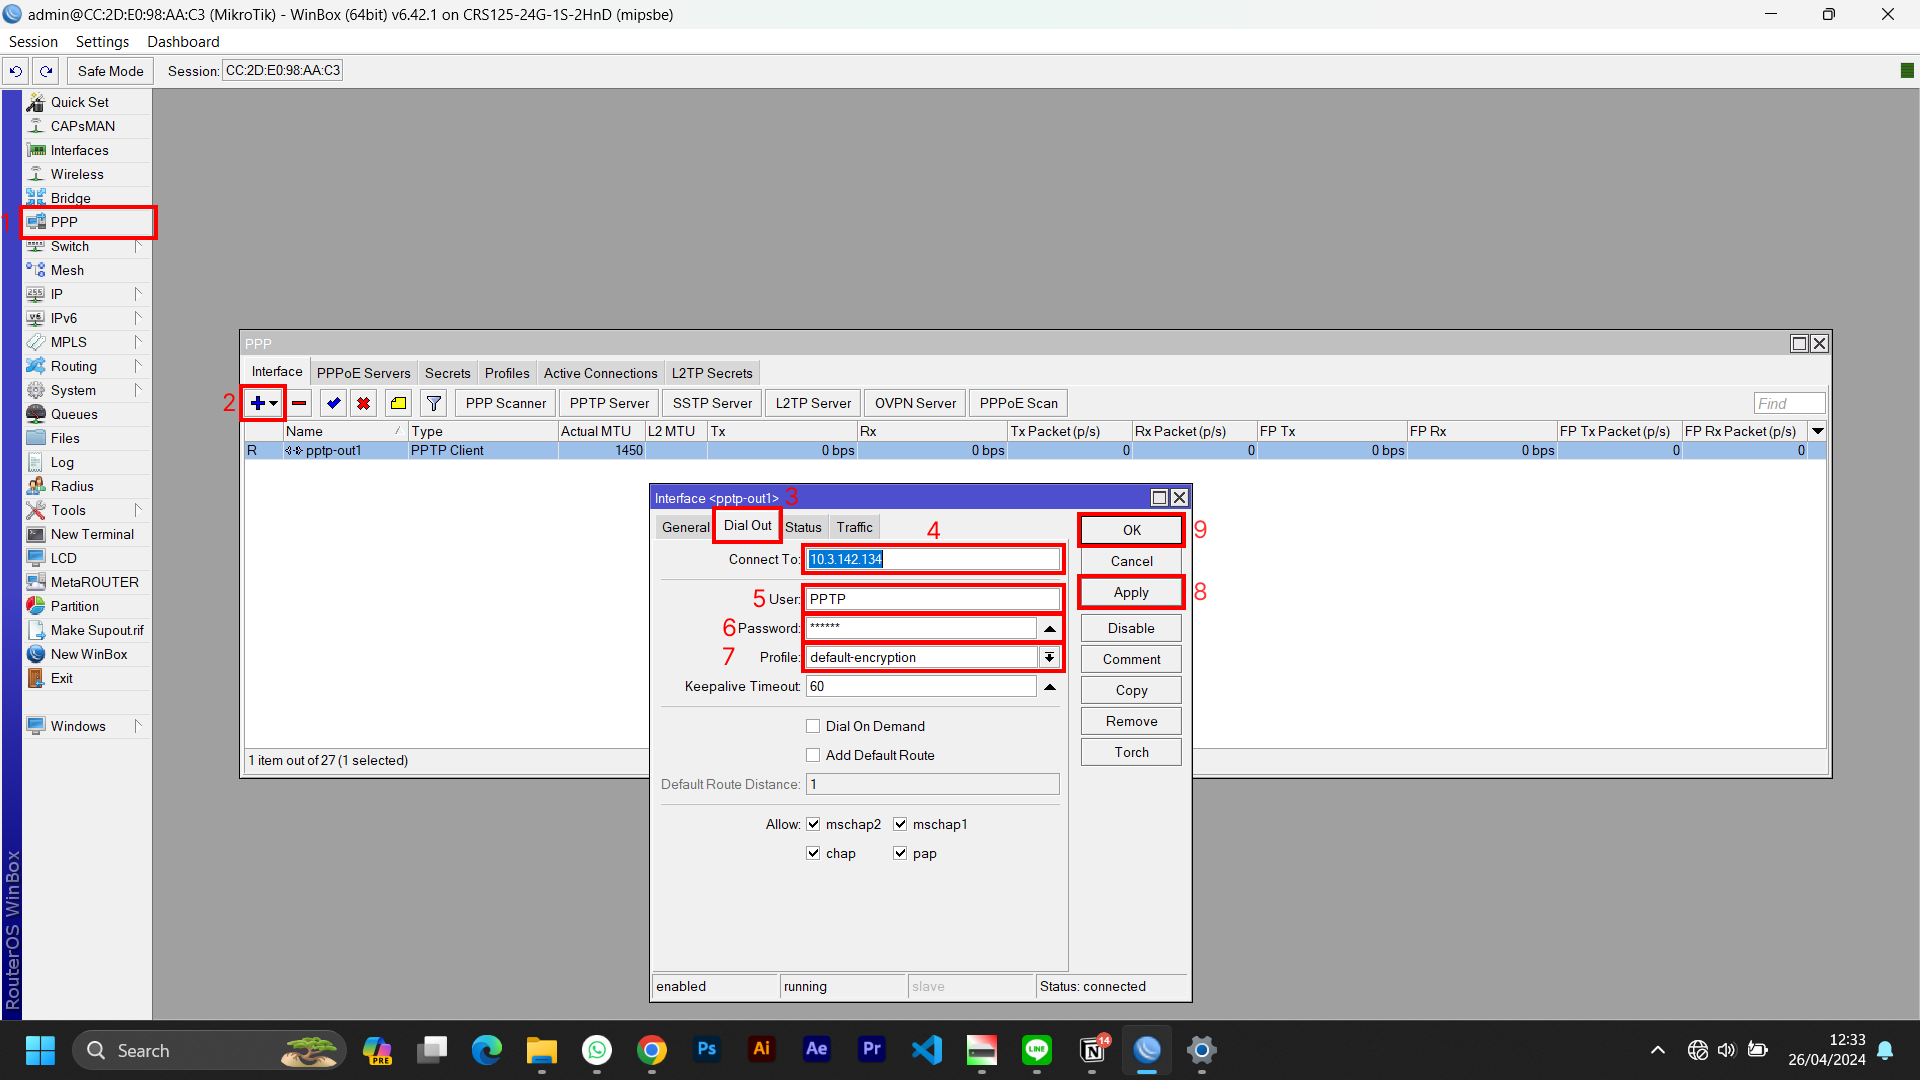 admin@CC:2D:E0:98:AA:C3 (MikroTik) - WinBox (64bit) v6.42.1 on CRS125-24G-1S-2HnD (mipsbe)
Session Settings Dashboard
Safe Mode Session: CC:2D:E0:98:AA:C3
Quick Set
CAPsMAN
Interfaces
Wireless
Bridge
1 PPP
Switch
Mesh
IP
IPv6
MPLS
Routing
System
Queues
Files
Log
Radius
Tools
New Terminal
LCD
MetaROUTER
Partition
Make Supout.rif
New WinBox
Exit
Windows
RouterOS WinBox
PPP
Interface PPPoE Servers Secrets Profiles Active Connections L2TP Secrets
2 PPP Scanner PPTP Server SSTP Server L2TP Server OVPN Server PPPoE Scan Find
Name Type Actual MTU L2 MTU Tx Rx Tx Packet (p/s) Rx Packet (p/s) FP Tx FP Rx FP Tx Packet (p/s) FP Rx Packet (p/s)
R pptp-out1 PPTP Client 1450 0 bps 0 bps 0 0 0 bps 0 bps 0 0
1 item out of 27 (1 selected)
Interface <pptp-out1> 3
General Dial Out Status Traffic 4
Connect To: 10.3.142.134
5 User: PPTP
6 Password: ******
7 Profile: default-encryption
Keepalive Timeout: 60
Dial On Demand
Add Default Route
Default Route Distance: 1
Allow: mschap2 mschap1
chap pap
OK 9
Cancel
Apply 8
Disable
Comment
Copy
Remove
Torch
enabled running slave Status: connected
Search PRE Ps Ai Ae Pr LINE 14
12:33
26/04/2024